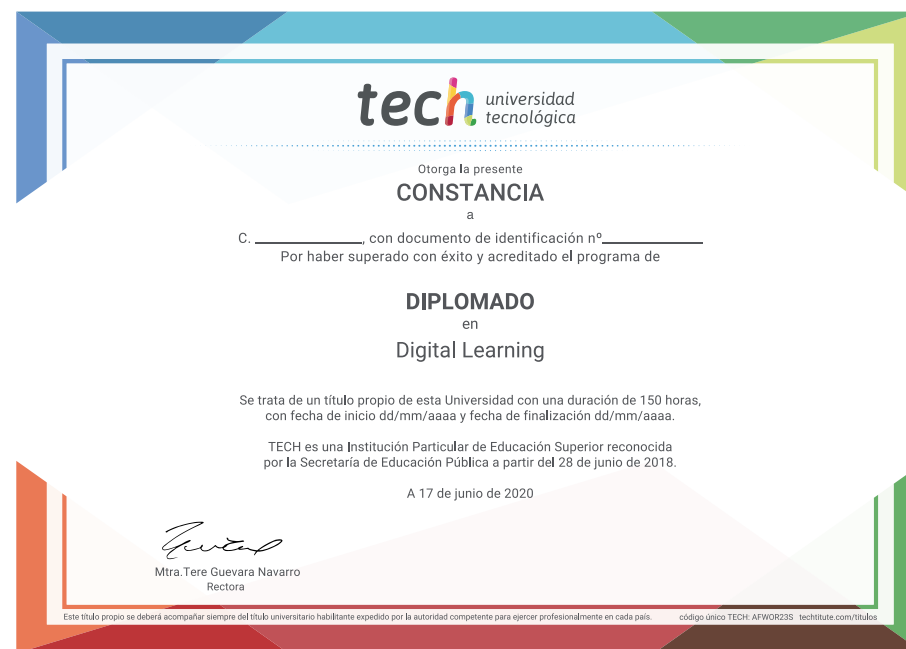 tech universidad
tecnológica
Otorga la presente
CONSTANCIA
a
C. ____________, con documento de identificación nº____________
Por haber superado con éxito y acreditado el programa de
DIPLOMADO
en
Digital Learning
Se trata de un título propio de esta Universidad con una duración de 150 horas,
con fecha de inicio dd/mm/aaaa y fecha de finalización dd/mm/aaaa.
TECH es una Institución Particular de Educación Superior reconocida
por la Secretaría de Educación Pública a partir del 28 de junio de 2018.
A 17 de junio de 2020
Mtra.Tere Guevara Navarro
Rectora
Este título propio se deberá acompañar siempre del título universitario habilitante expedido por la autoridad competente para ejercer profesionalmente en cada país. código único TECH: AFWOR23S techtitute.com/titulos